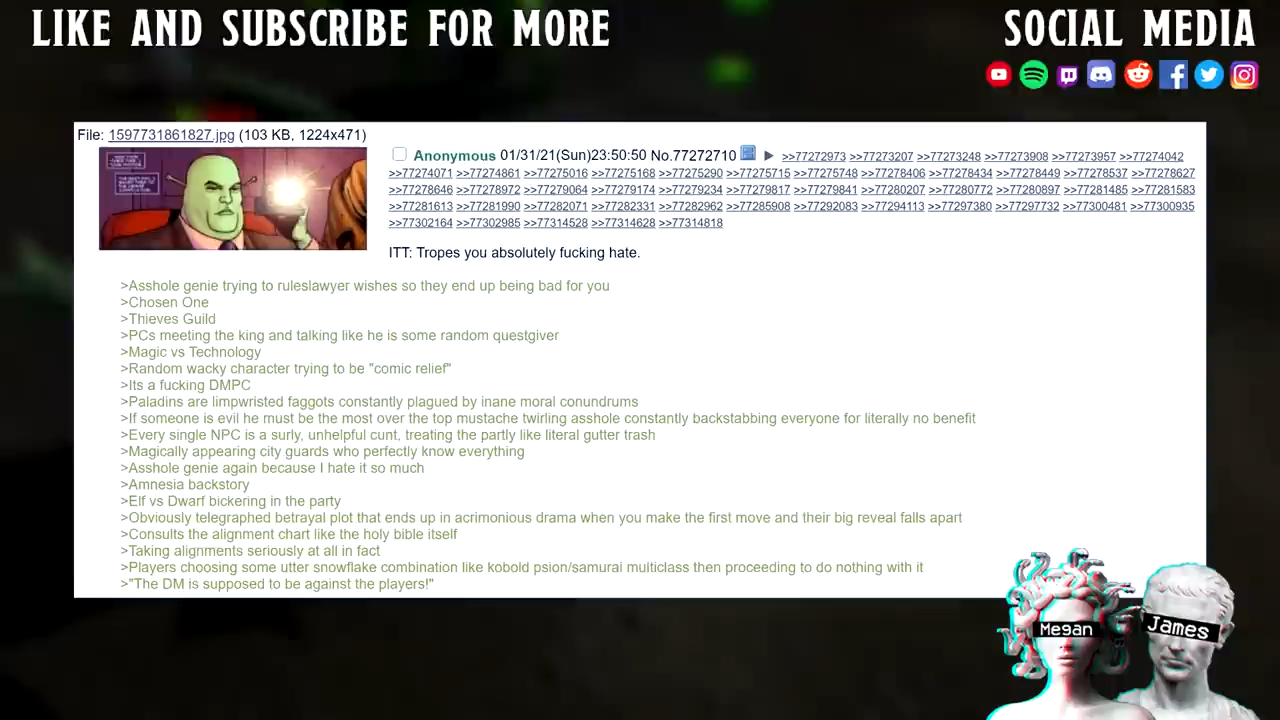 LIKE AND SUBSCRIBE FOR MORE
SOCIAL MEDIA
File: 1597731861827.jpg (103 KB, 1224x471)
Anonymous 01/31/21(Sun)23:50:50 No.77272710 ▶ >>77272973 >>77273207 >>77273248 >>77273908 >>77273957 >>77274042
>>77274071 >>77274861 >>77275016 >>77275168 >>77275290 >>77275715 >>77275748 >>77278406 >>77278434 >>77278449 >>77278537 >>77278627
>>77278646 >>77278972 >>77279064 >>77279174 >>77279234 >>77279817 >>77279841 >>77280207 >>77280772 >>77280897 >>77281485 >>77281583
>>77281613 >>77281990 >>77282071 >>77282331 >>77282962 >>77285908 >>77292083 >>77294113 >>77297380 >>77297732 >>77300481 >>77300935
>>77302164 >>77302985 >>77314528 >>77314628 >>77314818
ITT: Tropes you absolutely fucking hate.
>Asshole genie trying to ruleslawyer wishes so they end up being bad for you
>Chosen One
>Thieves Guild
>PCs meeting the king and talking like he is some random questgiver
>Magic vs Technology
>Random wacky character trying to be "comic relief"
>Its a fucking DMPC
>Paladins are limpwristed faggots constantly plagued by inane moral conundrums
>If someone is evil he must be the most over the top mustache twirling asshole constantly backstabbing everyone for literally no benefit
>Every single NPC is a surly, unhelpful cunt, treating the partly like literal gutter trash
>Magically appearing city guards who perfectly know everything
>Asshole genie again because I hate it so much
>Amnesia backstory
>Elf vs Dwarf bickering in the party
>Obviously telegraphed betrayal plot that ends up in acrimonious drama when you make the first move and their big reveal falls apart
>Consults the alignment chart like the holy bible itself
>Taking alignments seriously at all in fact
>Players choosing some utter snowflake combination like kobold psion/samurai multiclass then proceeding to do nothing with it
>"The DM is supposed to be against the players!"
Megan
James